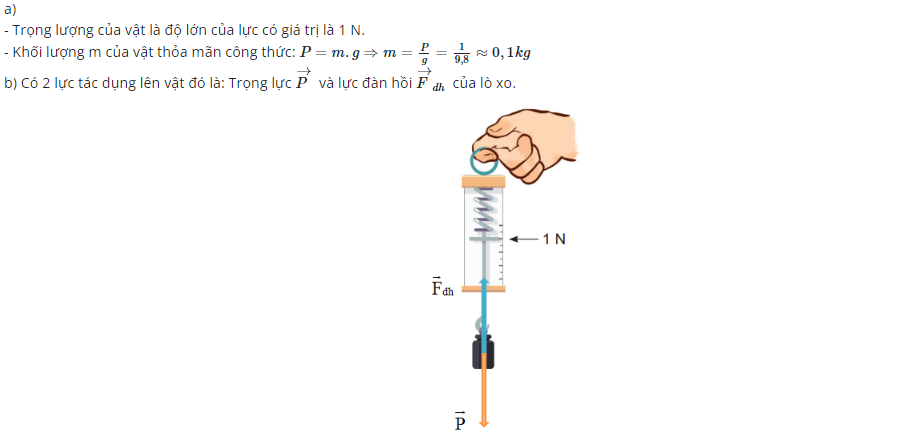 a)
- Trọng lượng của vật là độ lớn của lực có giá trị là 1 N.
- Khối lượng m của vật thỏa mãn công thức: P = m.g ⇒ m = P/g = 1/9,8 ≈ 0,1kg
b) Có 2 lực tác dụng lên vật đó là: Trọng lực P⃗ và lực đàn hồi F⃗ đh của lò xo.
1 N
F⃗đh
P⃗